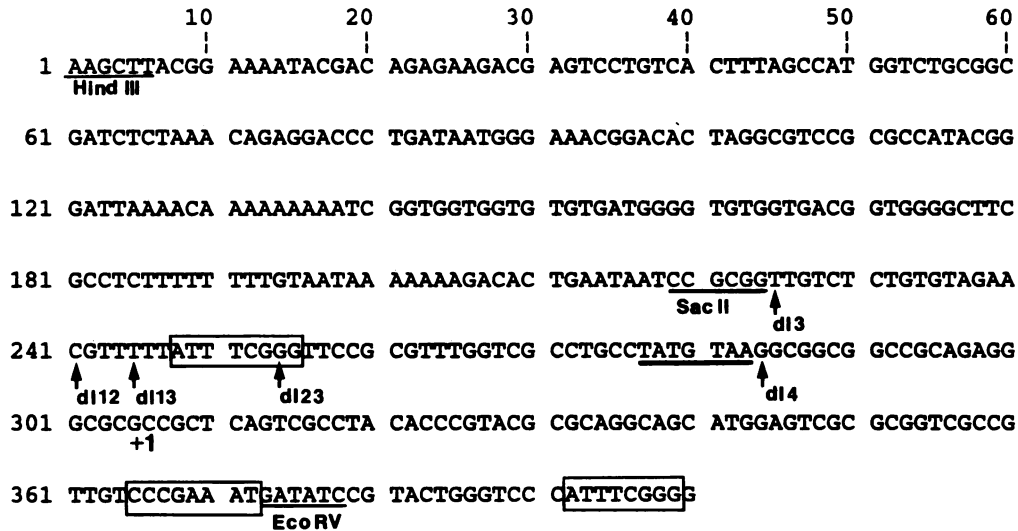 10 20 30 40 50 60
1 AAGCTTACGG AAAATACGAC AGAGAAGACG AGTCCTGTCA CTTTAGCCAT GGTCTGCGGC
Hind III
61 GATCTCTAAA CAGAGGACCC TGATAATGGG AAACGGACAC TAGGCGTCCG CGCCATACGG
121 GATTAAAACA AAAAAAAATC GGTGGTGGTG TGTGATGGGG TGTGGTGACG GTGGGGCTTC
181 GCCTCTTTTT TTTGTAATAA AAAAAGACAC TGAATAATCC GCGGTTGTCT CTGTGTAGAA
Sac II dl3
241 CGTTTTTATT TCGGGTTCCG CGTTTGGTCG CCTGCCTATG TAAGGCGGCG GCCGCAGAGG
dl12 dl13 dl23 dl4
301 GCGCGCCGCT CAGTCGCCTA CACCCGTACG CGCAGGCAGC ATGGAGTCGC GCGGTCGCCG
+1
361 TTGTCCCGAA ATGATATCCG TACTGGGTCC CATTTCGGGG
Eco RV